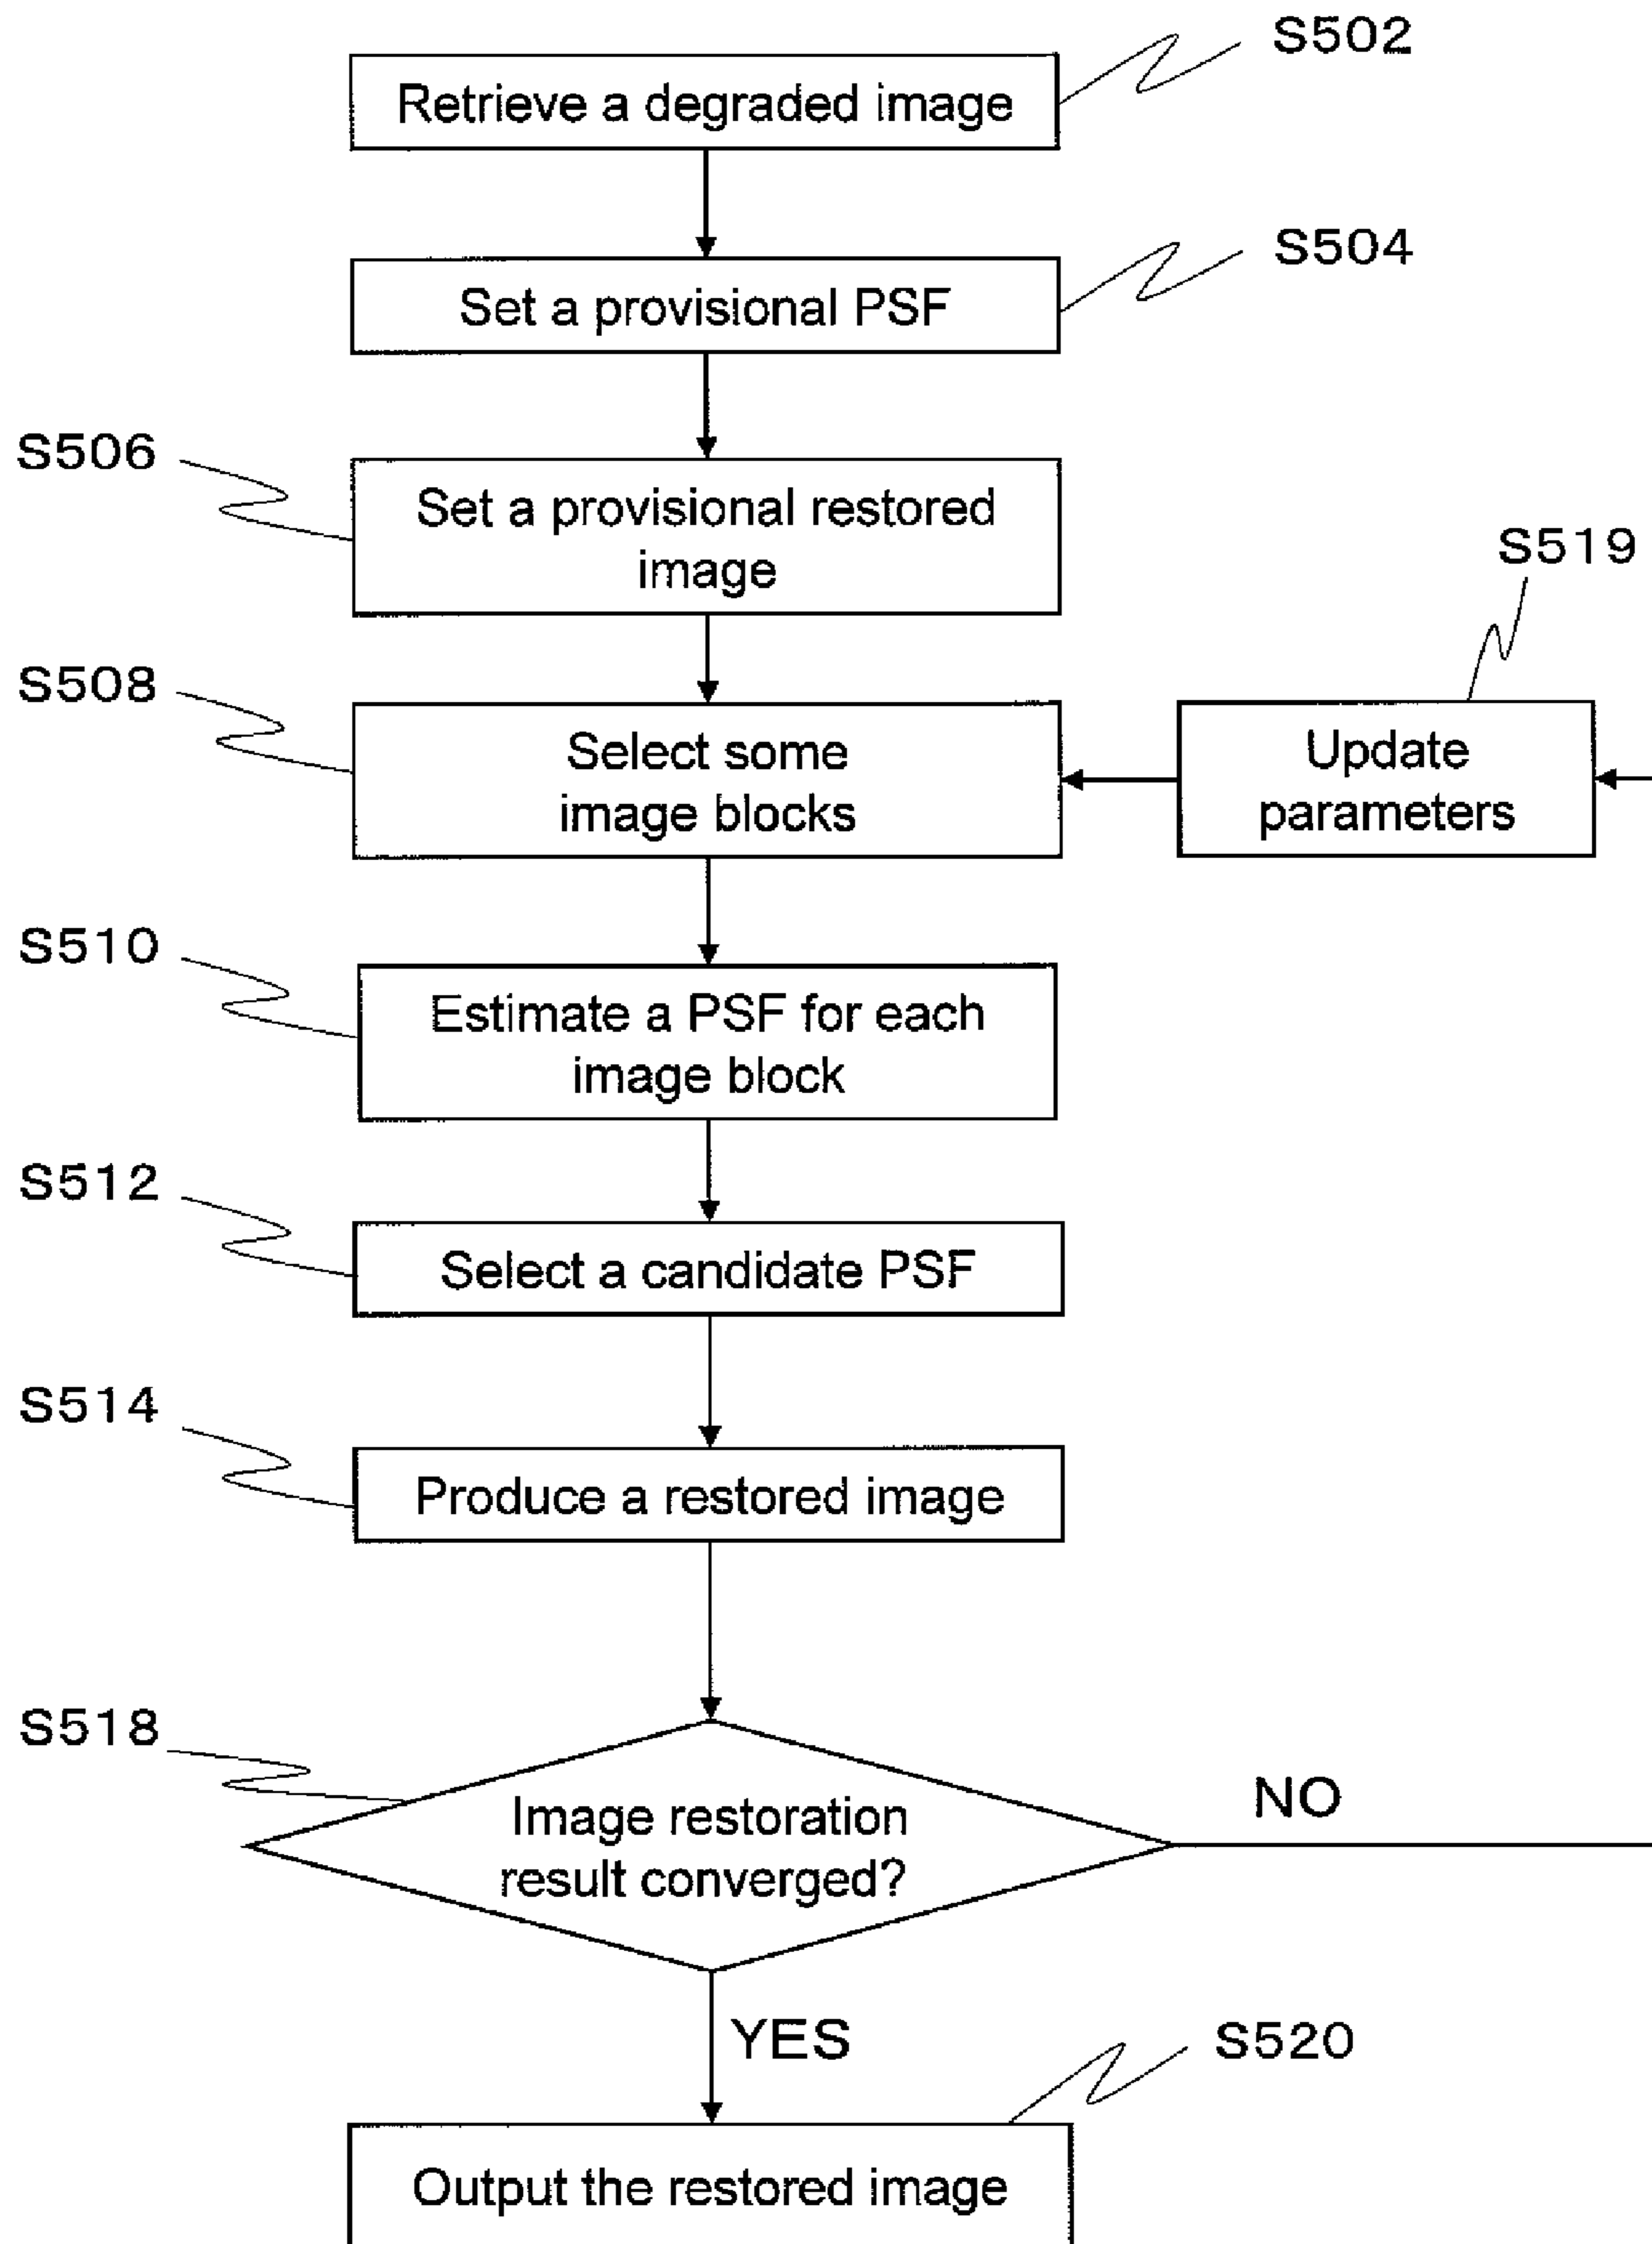 S502
Retrieve a degraded image
S504
Set a provisional PSF
S506
Set a provisional restored
image
S519
S508
Select some
image blocks
Update
parameters
S510
Estimate a PSF for each
image block
S512
Select a candidate PSF
S514
Produce a restored image
S518
Image restoration
result converged?
NO
YES
S520
Output the restored image